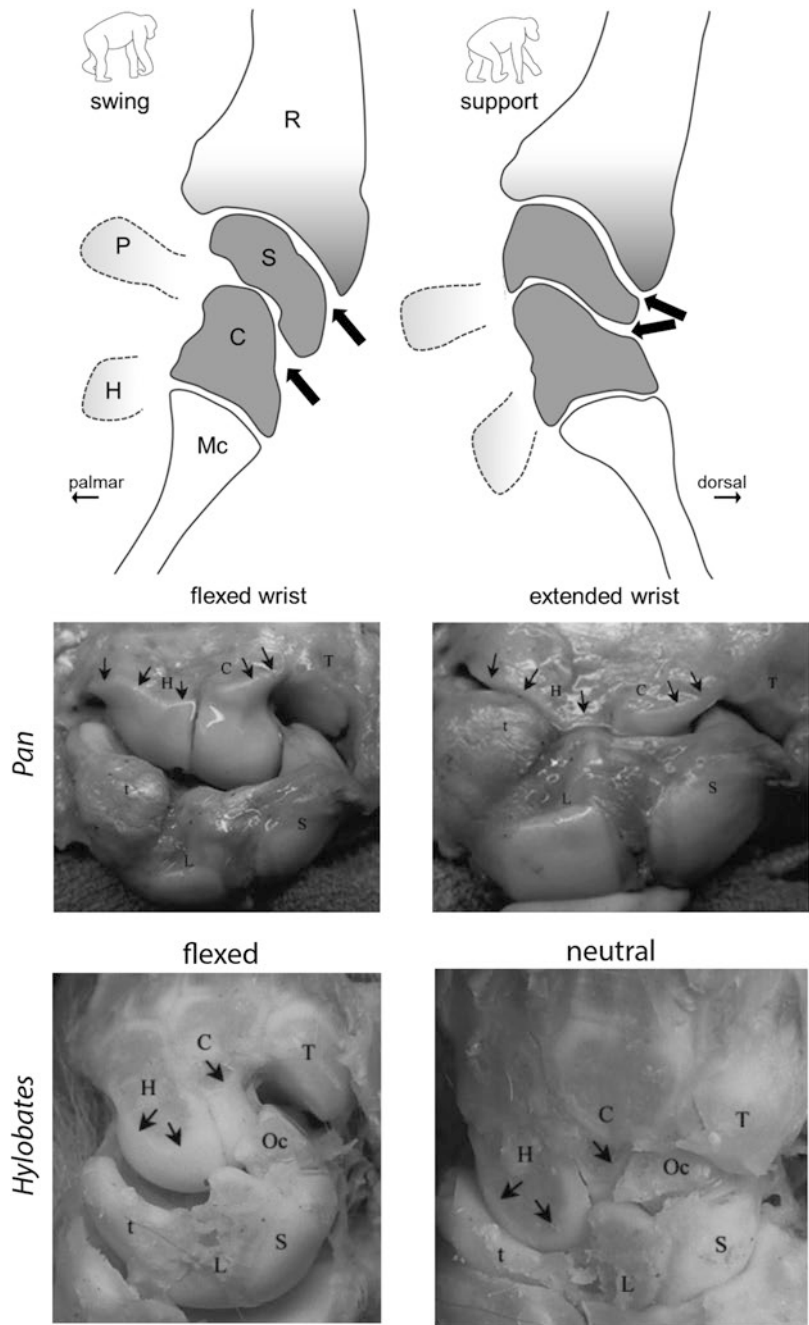 swing
support
R
P
S
C
H
Mc
palmar
dorsal
flexed wrist
extended wrist
Pan
C
T
H
t
S
L
C
T
H
t
L
S
flexed
neutral
Hylobates
C
T
H
Oc
t
S
L
C
T
H
Oc
S
t
L